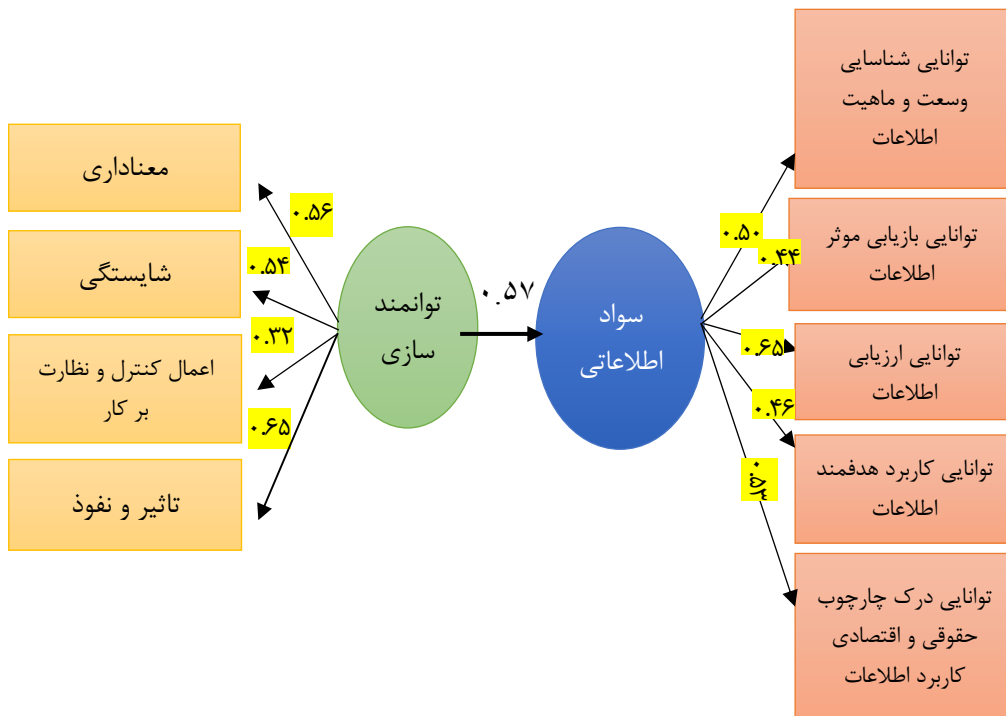 توانایی شناسایی
وسعت و ماهیت
اطلاعات
توانایی بازیابی موثر
اطلاعات
توانایی ارزیابی
اطلاعات
توانایی کاربرد هدفمند
اطلاعات
توانایی درک چارچوب
حقوقی و اقتصادی
کاربرد اطلاعات
۰.۵۰
۰.۴۴
۰.۶۵
۰.۴۶
۰.۵۳
سواد
اطلاعاتی
۰.۵۷
توانمند
سازی
۰.۵۶
۰.۵۴
۰.۳۲
۰.۶۵
معناداری
شایستگی
اعمال کنترل و نظارت
بر کار
تاثیر و نفوذ